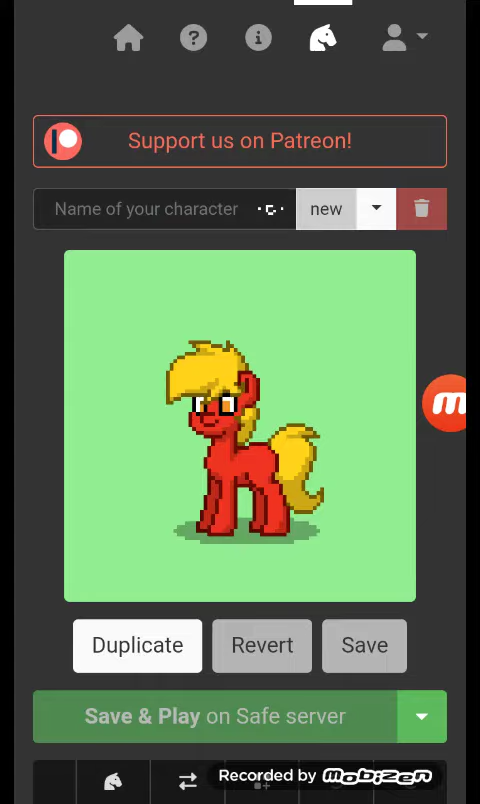 Support us on Patreon!
Name of your character
new
Duplicate
Revert
Save
Save & Play on Safe server
Recorded by MOBIZEN